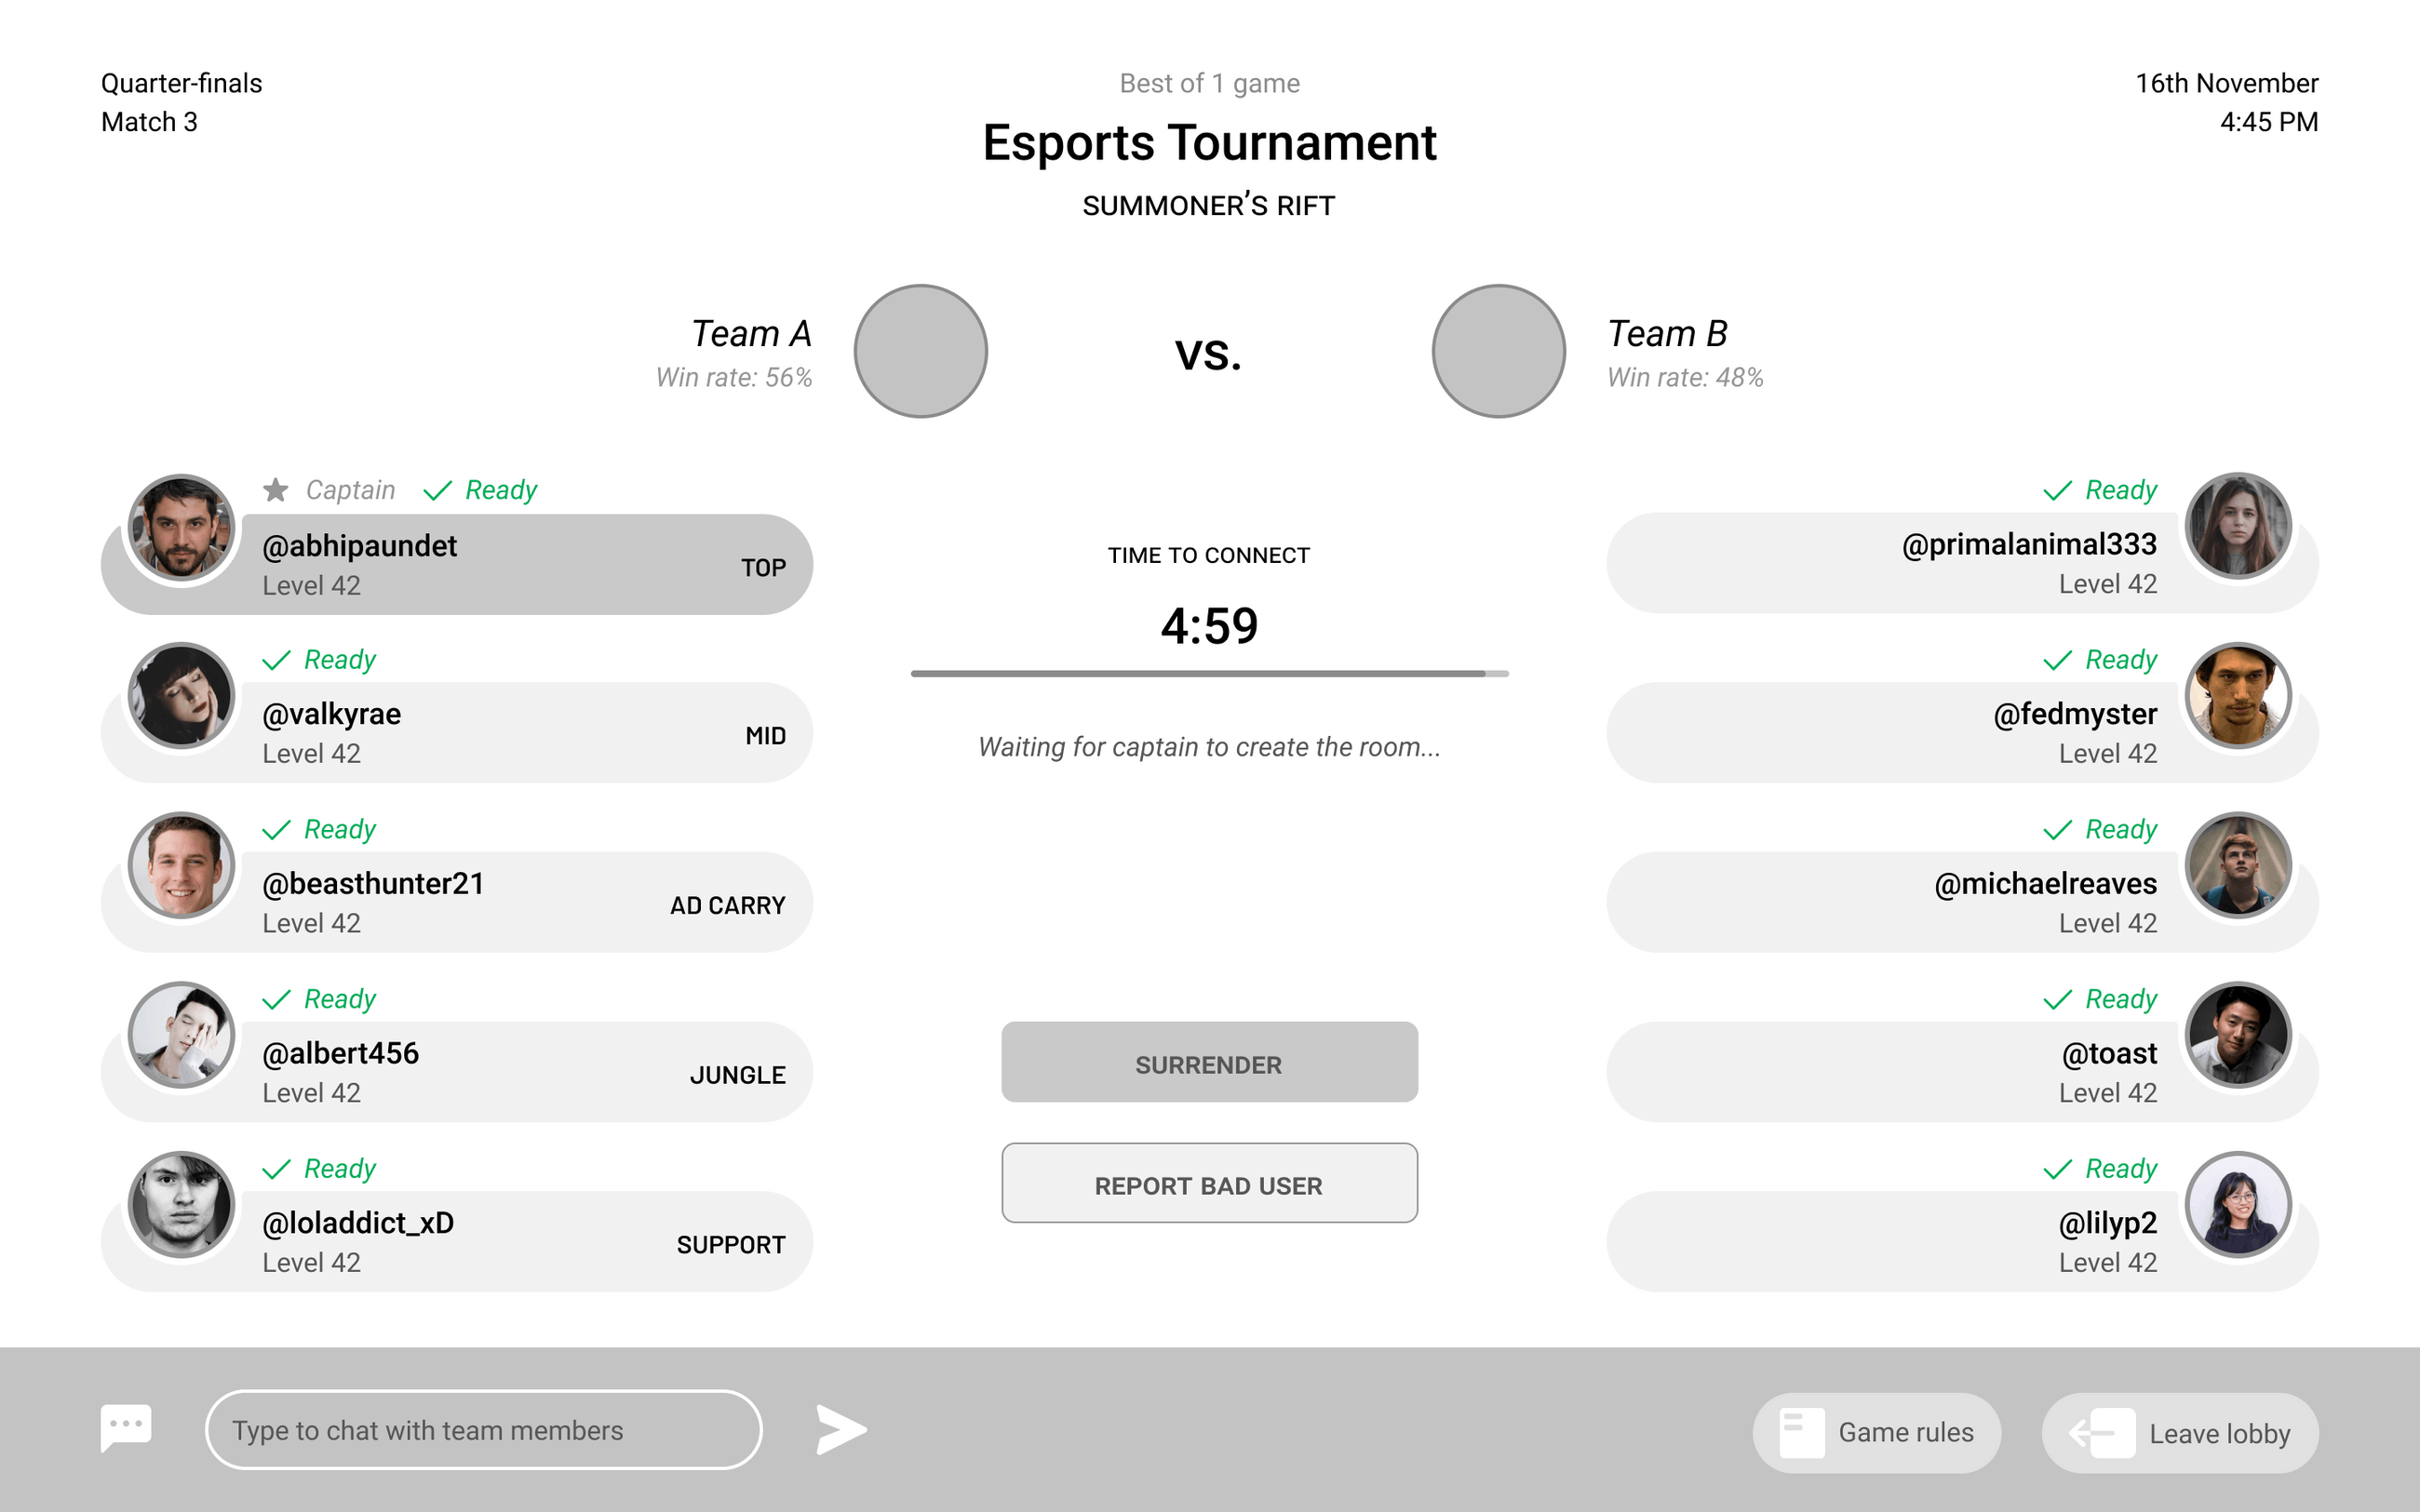 Quarter-finals
Match 3
Best of 1 game
Esports Tournament
SUMMONER’S RIFT
16th November
4:45 PM
Team A
Win rate: 56%
VS.
Team B
Win rate: 48%
Captain Ready
@abhipaundet
Level 42
TOP
Ready
@valkyrae
Level 42
MID
Ready
@beasthunter21
Level 42
AD CARRY
Ready
@albert456
Level 42
JUNGLE
Ready
@loladdict_xD
Level 42
SUPPORT
TIME TO CONNECT
4:59
Waiting for captain to create the room...
SURRENDER
REPORT BAD USER
Ready
@primalanimal333
Level 42
Ready
@fedmyster
Level 42
Ready
@michaelreaves
Level 42
Ready
@toast
Level 42
Ready
@lilyp2
Level 42
Type to chat with team members
Game rules
Leave lobby